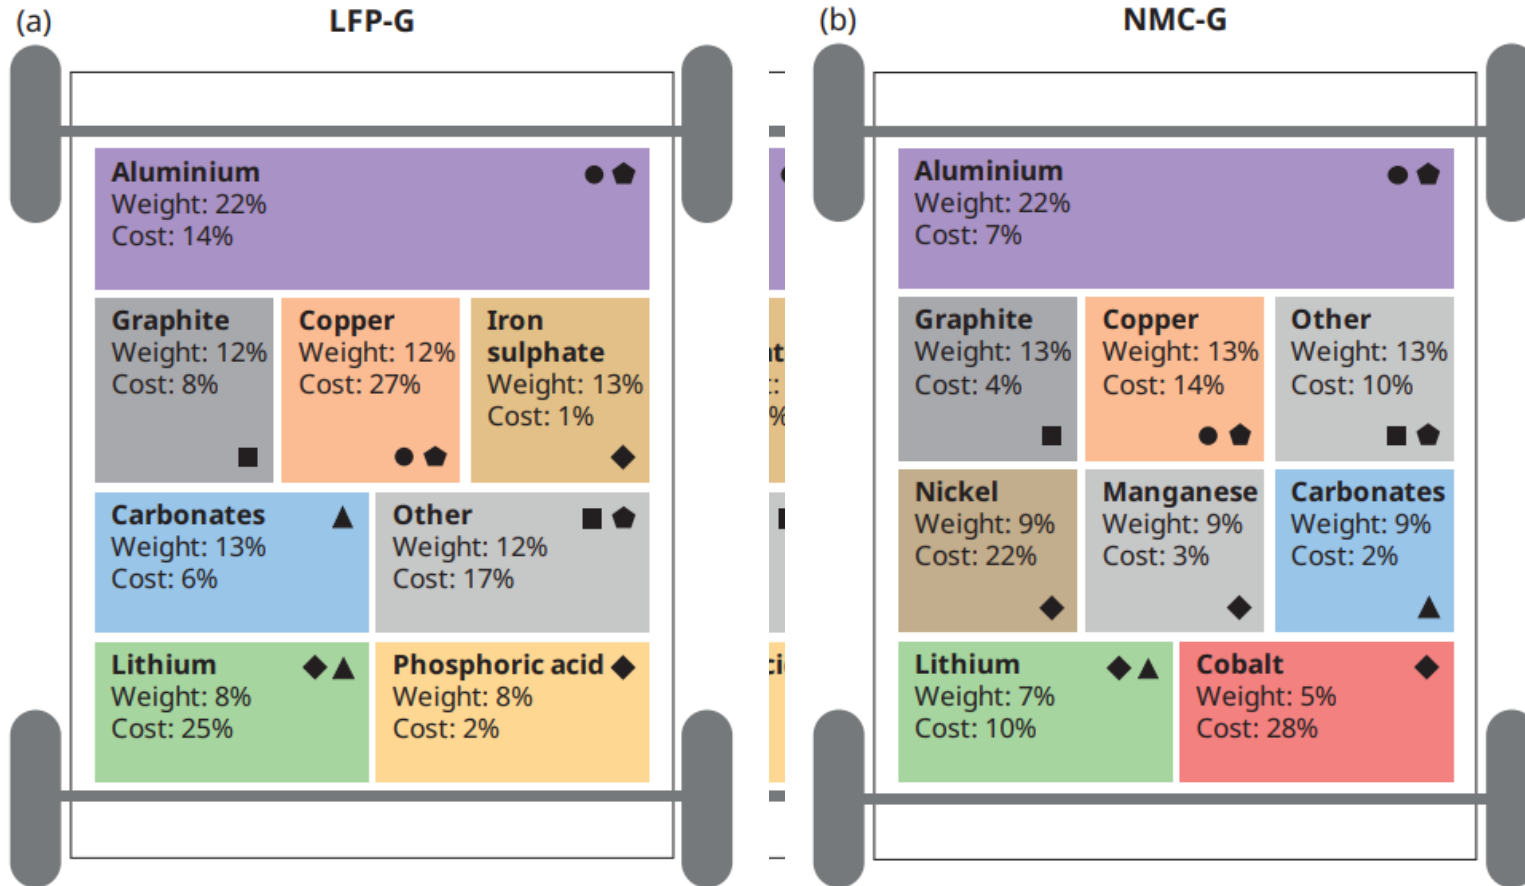 (a)
LFP-G
Aluminium
Weight: 22%
Cost: 14%
Graphite
Weight: 12%
Cost: 8%
Copper
Weight: 12%
Cost: 27%
Iron
sulphate
Weight: 13%
Cost: 1%
Carbonates
Weight: 13%
Cost: 6%
Other
Weight: 12%
Cost: 17%
Lithium
Weight: 8%
Cost: 25%
Phosphoric acid
Weight: 8%
Cost: 2%
(b)
NMC-G
Aluminium
Weight: 22%
Cost: 7%
Graphite
Weight: 13%
Cost: 4%
Copper
Weight: 13%
Cost: 14%
Other
Weight: 13%
Cost: 10%
Nickel
Weight: 9%
Cost: 22%
Manganese
Weight: 9%
Cost: 3%
Carbonates
Weight: 9%
Cost: 2%
Lithium
Weight: 7%
Cost: 10%
Cobalt
Weight: 5%
Cost: 28%